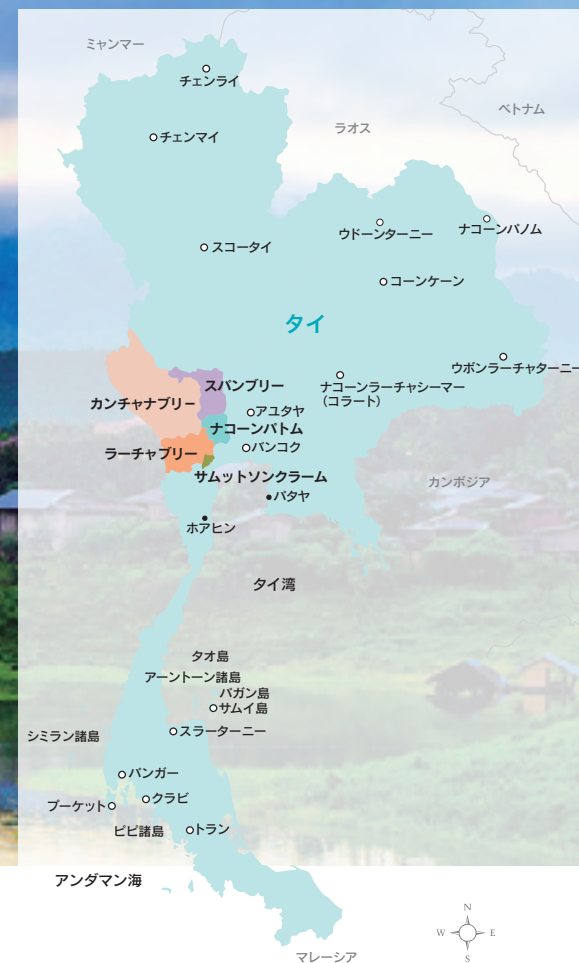 ミャンマー
チェンライ
ベトナム
ラオス
チェンマイ
ウドーンターニー
ナコーンパノム
スコータイ
コーンケーン
タイ
ウボンラーチャターニー
スパンブリー
ナコーンラーチャシーマー
(コラート)
カンチャナブリー
アユタヤ
ナコーンパトム
バンコク
ラーチャブリー
サムットソンクラーム
カンボジア
パタヤ
ホアヒン
タイ湾
タオ島
アーントーン諸島
パガン島
サムイ島
シミラン諸島
スラーターニー
パンガー
クラビ
プーケット
ピピ諸島
トラン
アンダマン海
N
W
E
S
マレーシア